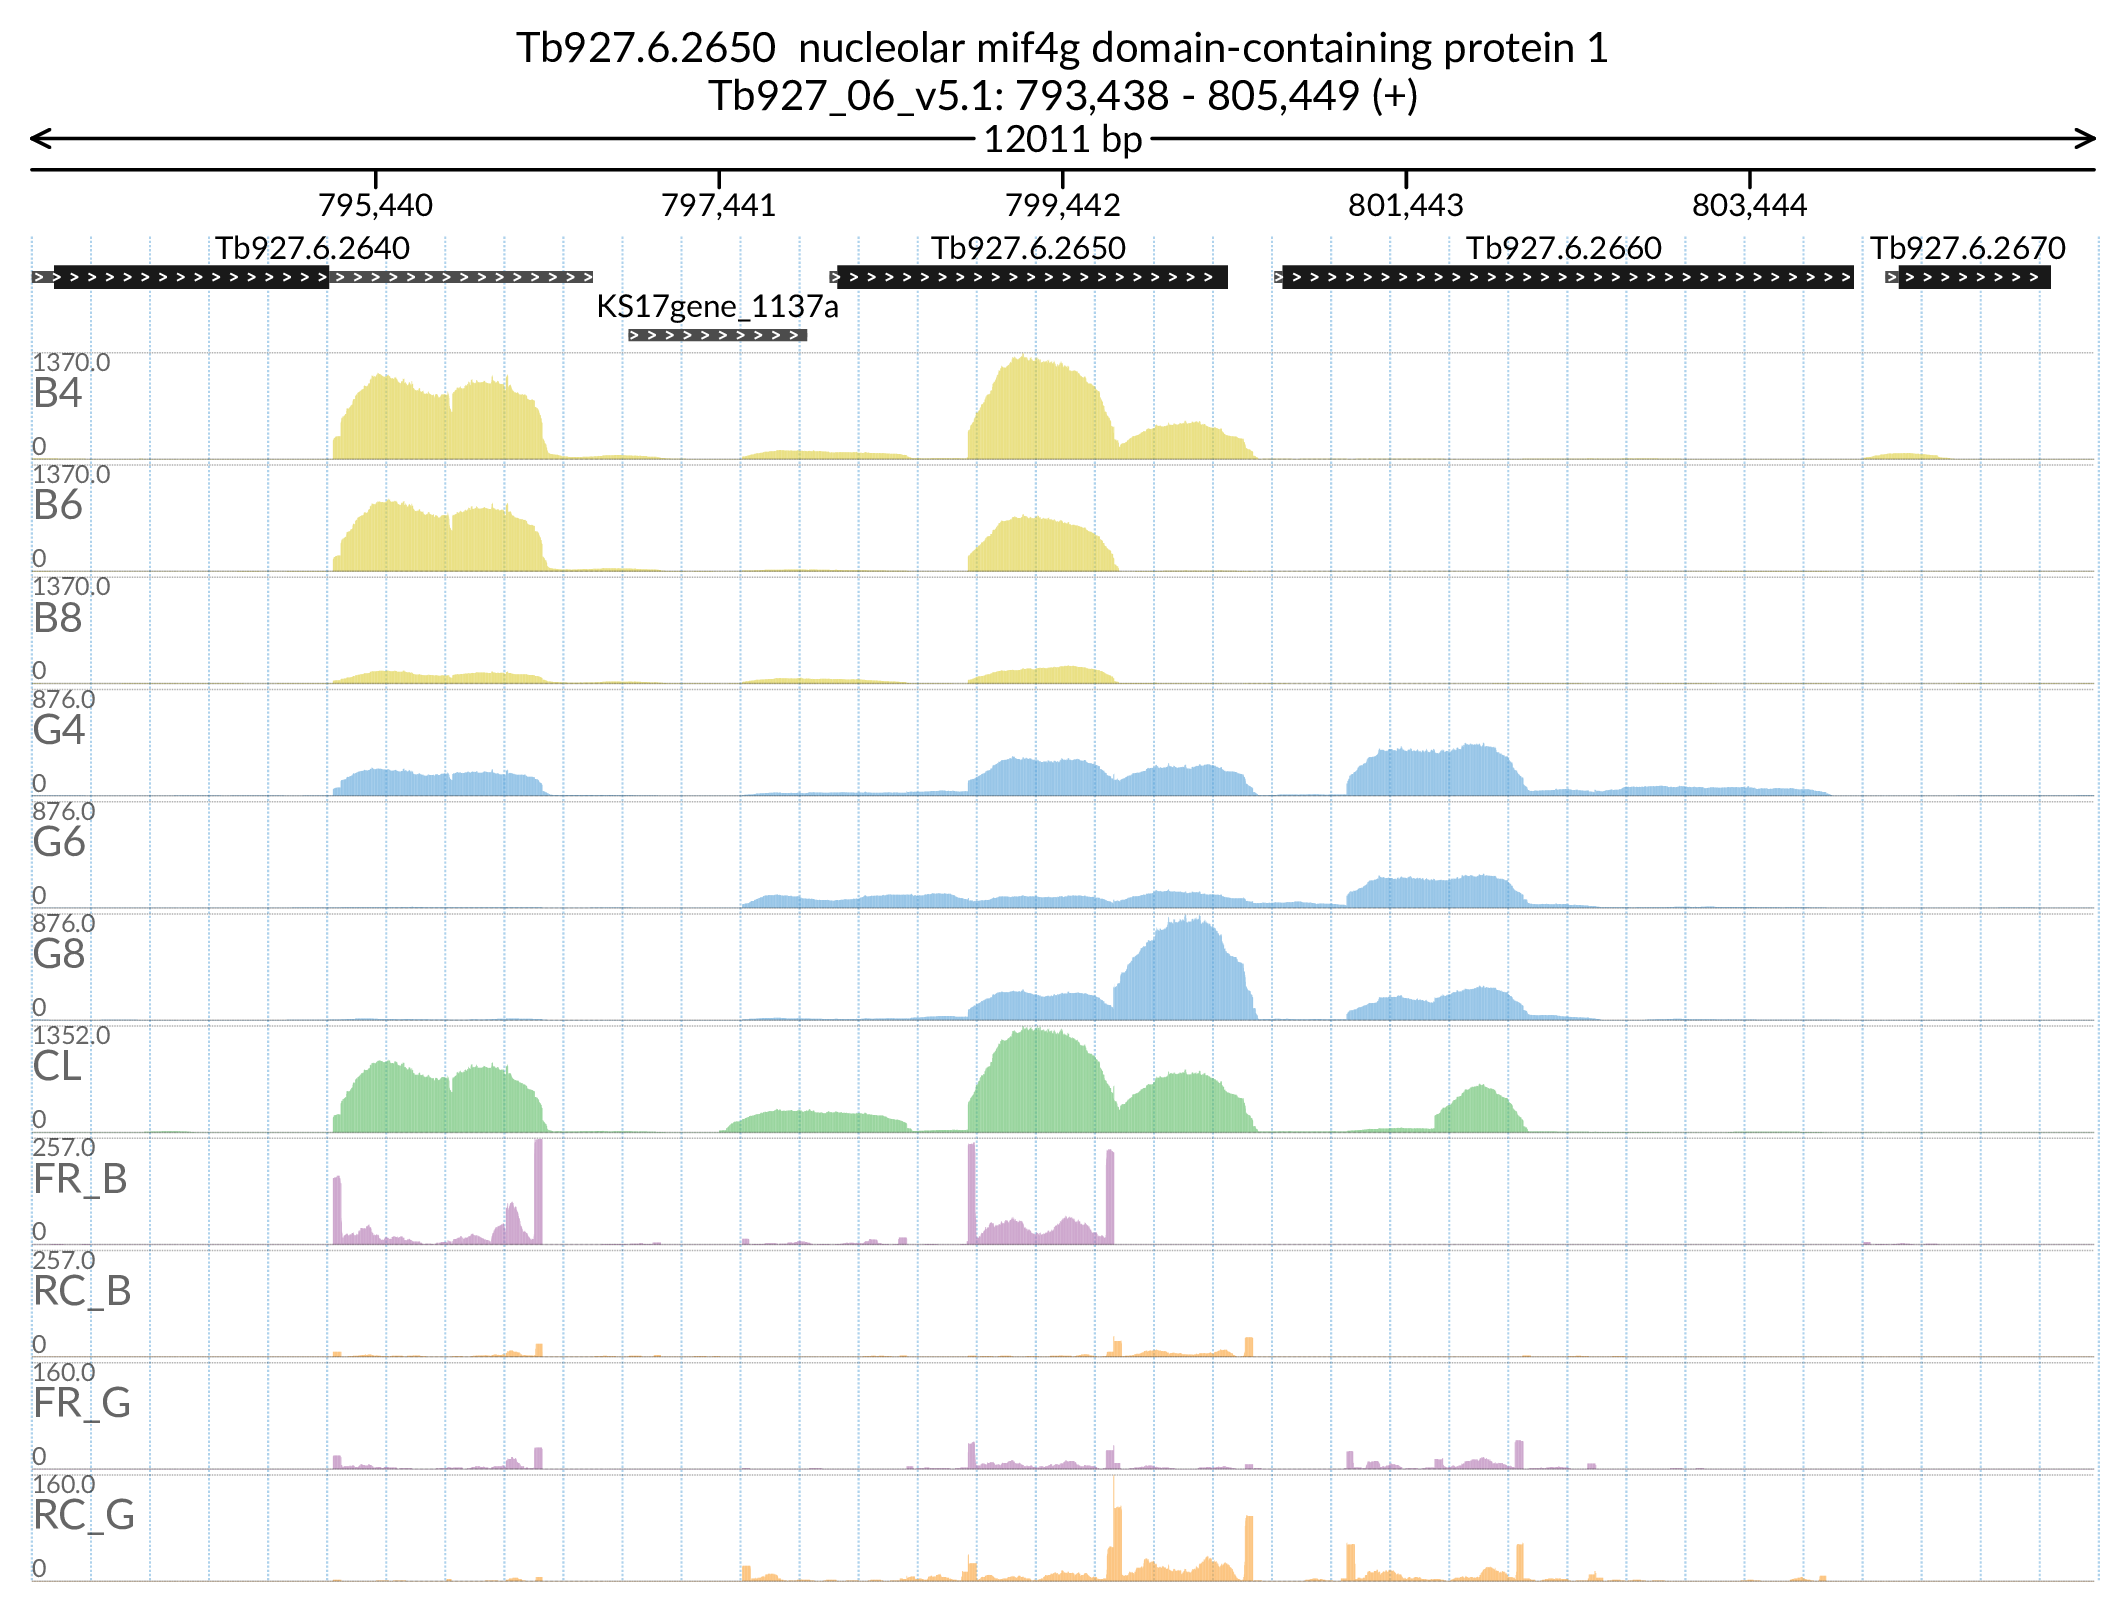 Tb927.6.2650  nucleolar mif4g domain-containing protein 1
Tb927_06_v5.1: 793,438 - 805,449 (+)
12011 bp
795,440 797,441 799,442 801,443 803,444
Tb927.6.2640 Tb927.6.2650 Tb927.6.2660 Tb927.6.2670
KS17gene_1137a
1370.0
B4
0
1370.0
B6
0
1370.0
B8
0
876.0
G4
0
876.0
G6
0
876.0
G8
0
1352.0
CL
0
257.0
FR_B
0
257.0
RC_B
0
160.0
FR_G
0
160.0
RC_G
0